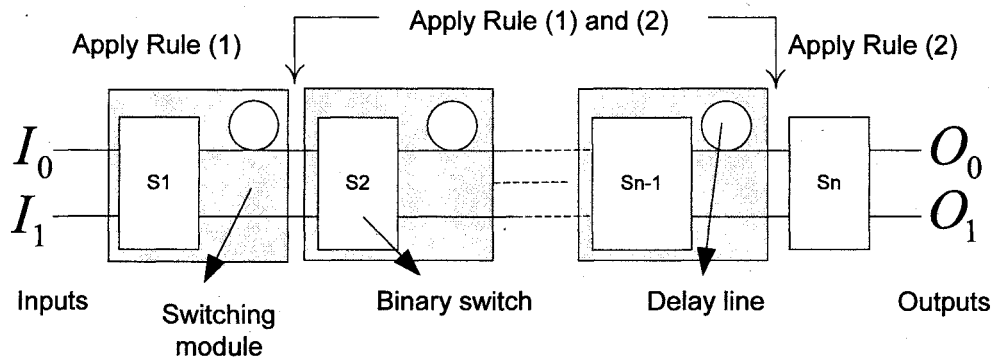 Apply Rule (1) and (2)
Apply Rule (1)
Apply Rule (2)
I0
S1
S2
Sn-1
Sn
O0
I1
O1
Inputs
Switching
module
Binary switch
Delay line
Outputs